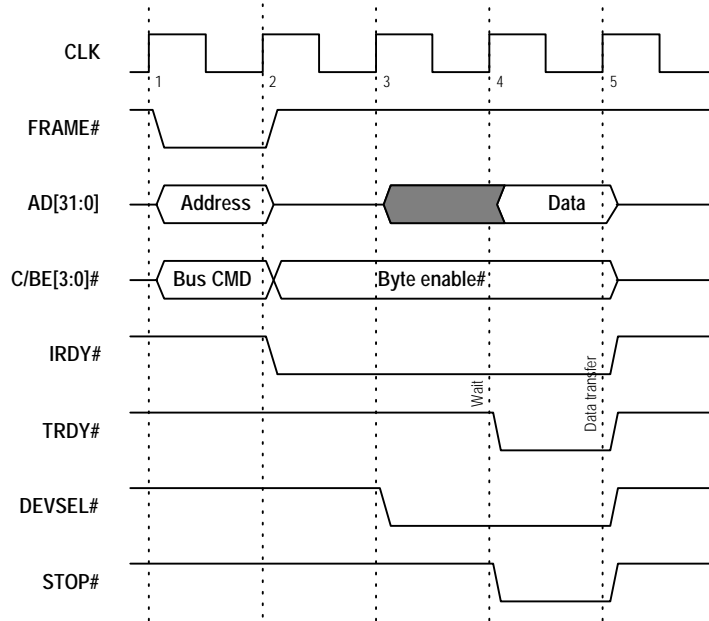 CLK
1 2 3 4 5
FRAME#
AD[31:0] Address Data
C/BE[3:0]# Bus CMD Byte enable#
IRDY#
Wait
Data transfer
TRDY#
DEVSEL#
STOP#